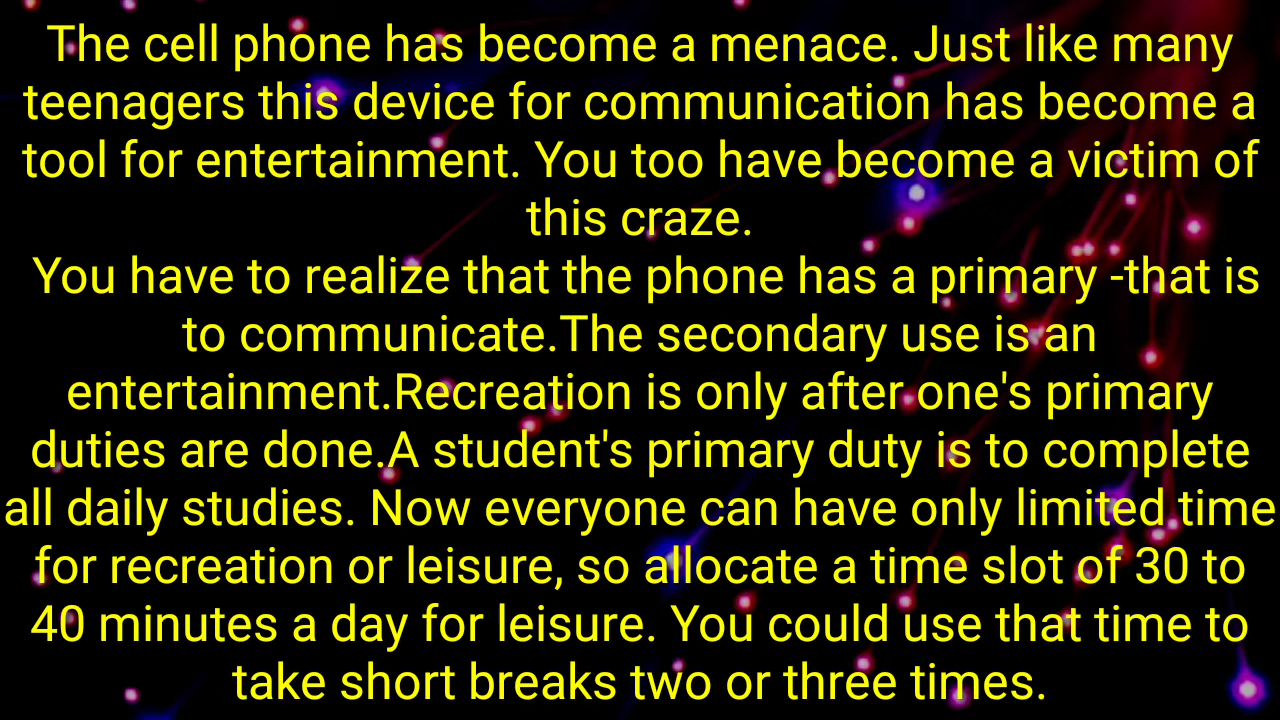 The cell phone has become a menace. Just like many
teenagers this device for communication has become a
tool for entertainment. You too have become a victim of
this craze.
You have to realize that the phone has a primary -that is
to communicate.The secondary use is an
entertainment.Recreation is only after one's primary
duties are done.A student's primary duty is to complete
all daily studies. Now everyone can have only limited time
for recreation or leisure, so allocate a time slot of 30 to
40 minutes a day for leisure. You could use that time to
take short breaks two or three times.